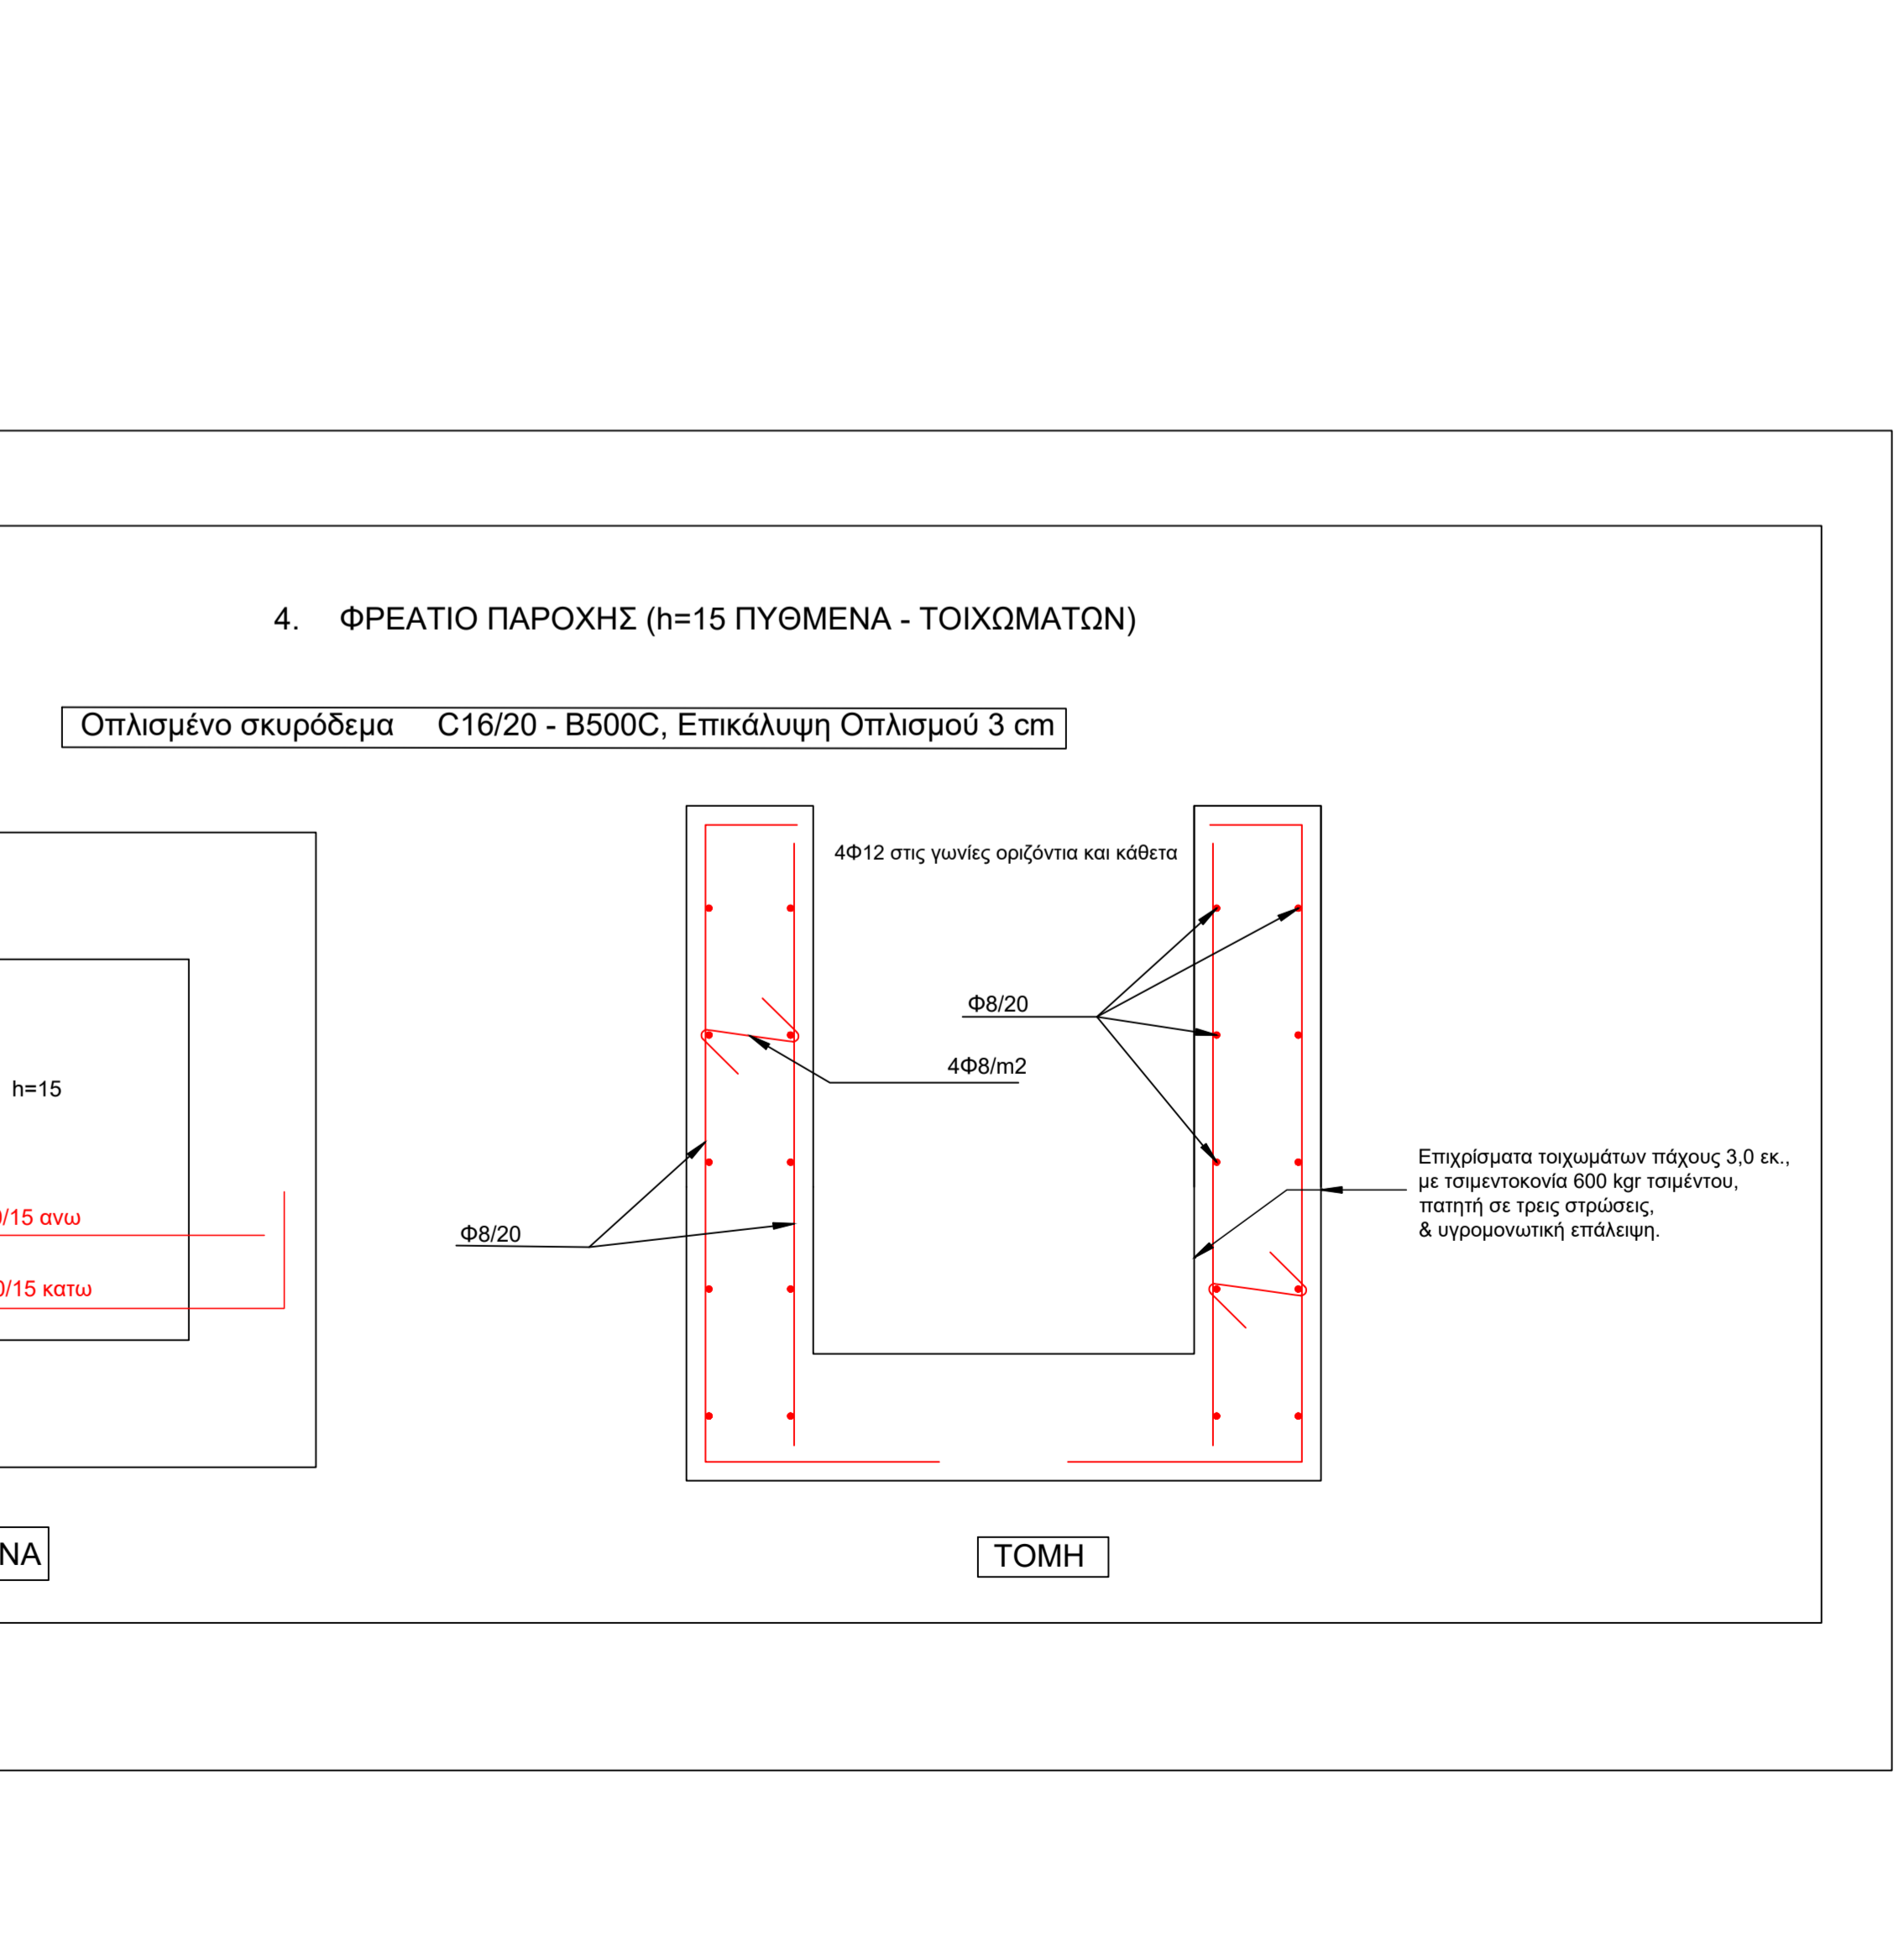 4. ΦΡΕΑΤΙΟ ΠΑΡΟΧΗΣ (h=15 ΠΥΘΜΕΝΑ - ΤΟΙΧΩΜΑΤΩΝ)
Οπλισμένο σκυρόδεμα C16/20 - B500C, Επικάλυψη Οπλισμού 3 cm
4Φ12 στις γωνίες οριζόντια και κάθετα
Φ8/20
4Φ8/m2
h=15
Επιχρίσματα τοιχωμάτων πάχους 3,0 εκ.,
με τσιμεντοκονία 600 kgr τσιμέντου,
πατητή σε τρεις στρώσεις,
& υγρομονωτική επάλειψη.
/15 ανω
Φ8/20
/15 κατω
ΝΑ
ΤΟΜΗ